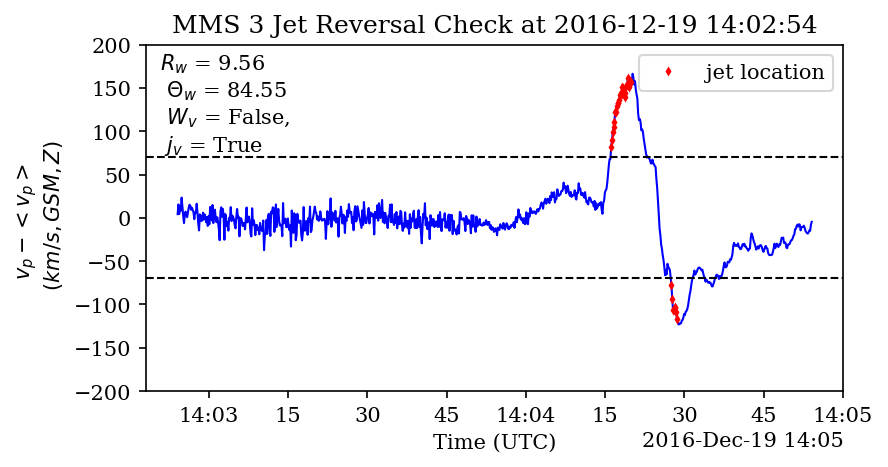 MMS 3 Jet Reversal Check at 2016-12-19 14:02:54
R_w = 9.56
Θ_w = 84.55
W_v = False,
j_v = True
jet location
200
150
100
50
0
−50
−100
−150
−200
v_p − < v_p >
(km/s, GSM, Z)
14:03 15 30 45 14:04 15 30 45 14:05
Time (UTC)
2016-Dec-19 14:05